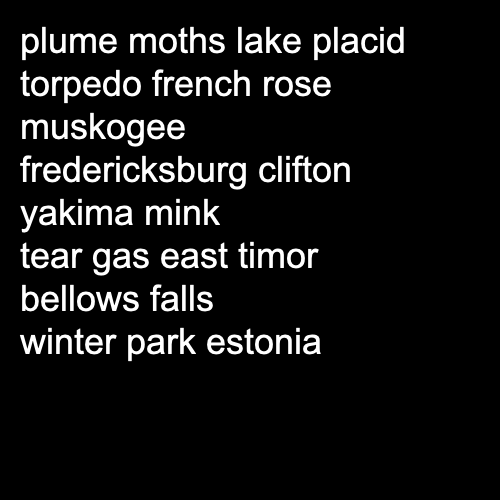 plume moths lake placid
torpedo french rose
muskogee
fredericksburg clifton
yakima mink
tear gas east timor
bellows falls
winter park estonia